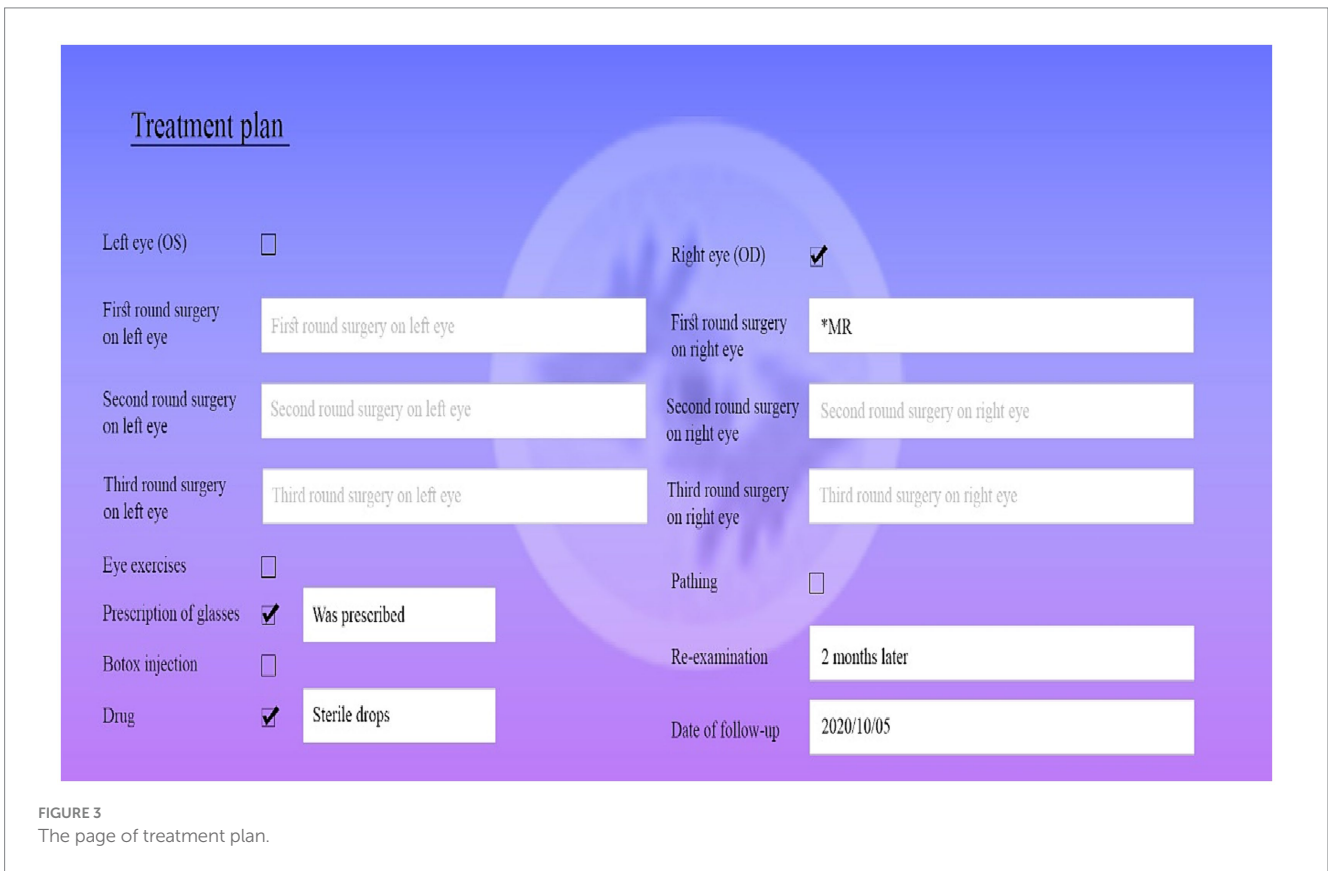 Treatment plan
Left eye (OS)
Right eye (OD)
First round surgery
on left eye
First round surgery on left eye
First round surgery
on right eye
*MR
Second round surgery
on left eye
Second round surgery on left eye
Second round surgery
on right eye
Second round surgery on right eye
Third round surgery
on left eye
Third round surgery on left eye
Third round surgery
on right eye
Third round surgery on right eye
Eye exercises
Pathing
Prescription of glasses
Was prescribed
Botox injection
Re-examination
2 months later
Drug
Sterile drops
Date of follow-up
2020/10/05
FIGURE 3
The page of treatment plan.